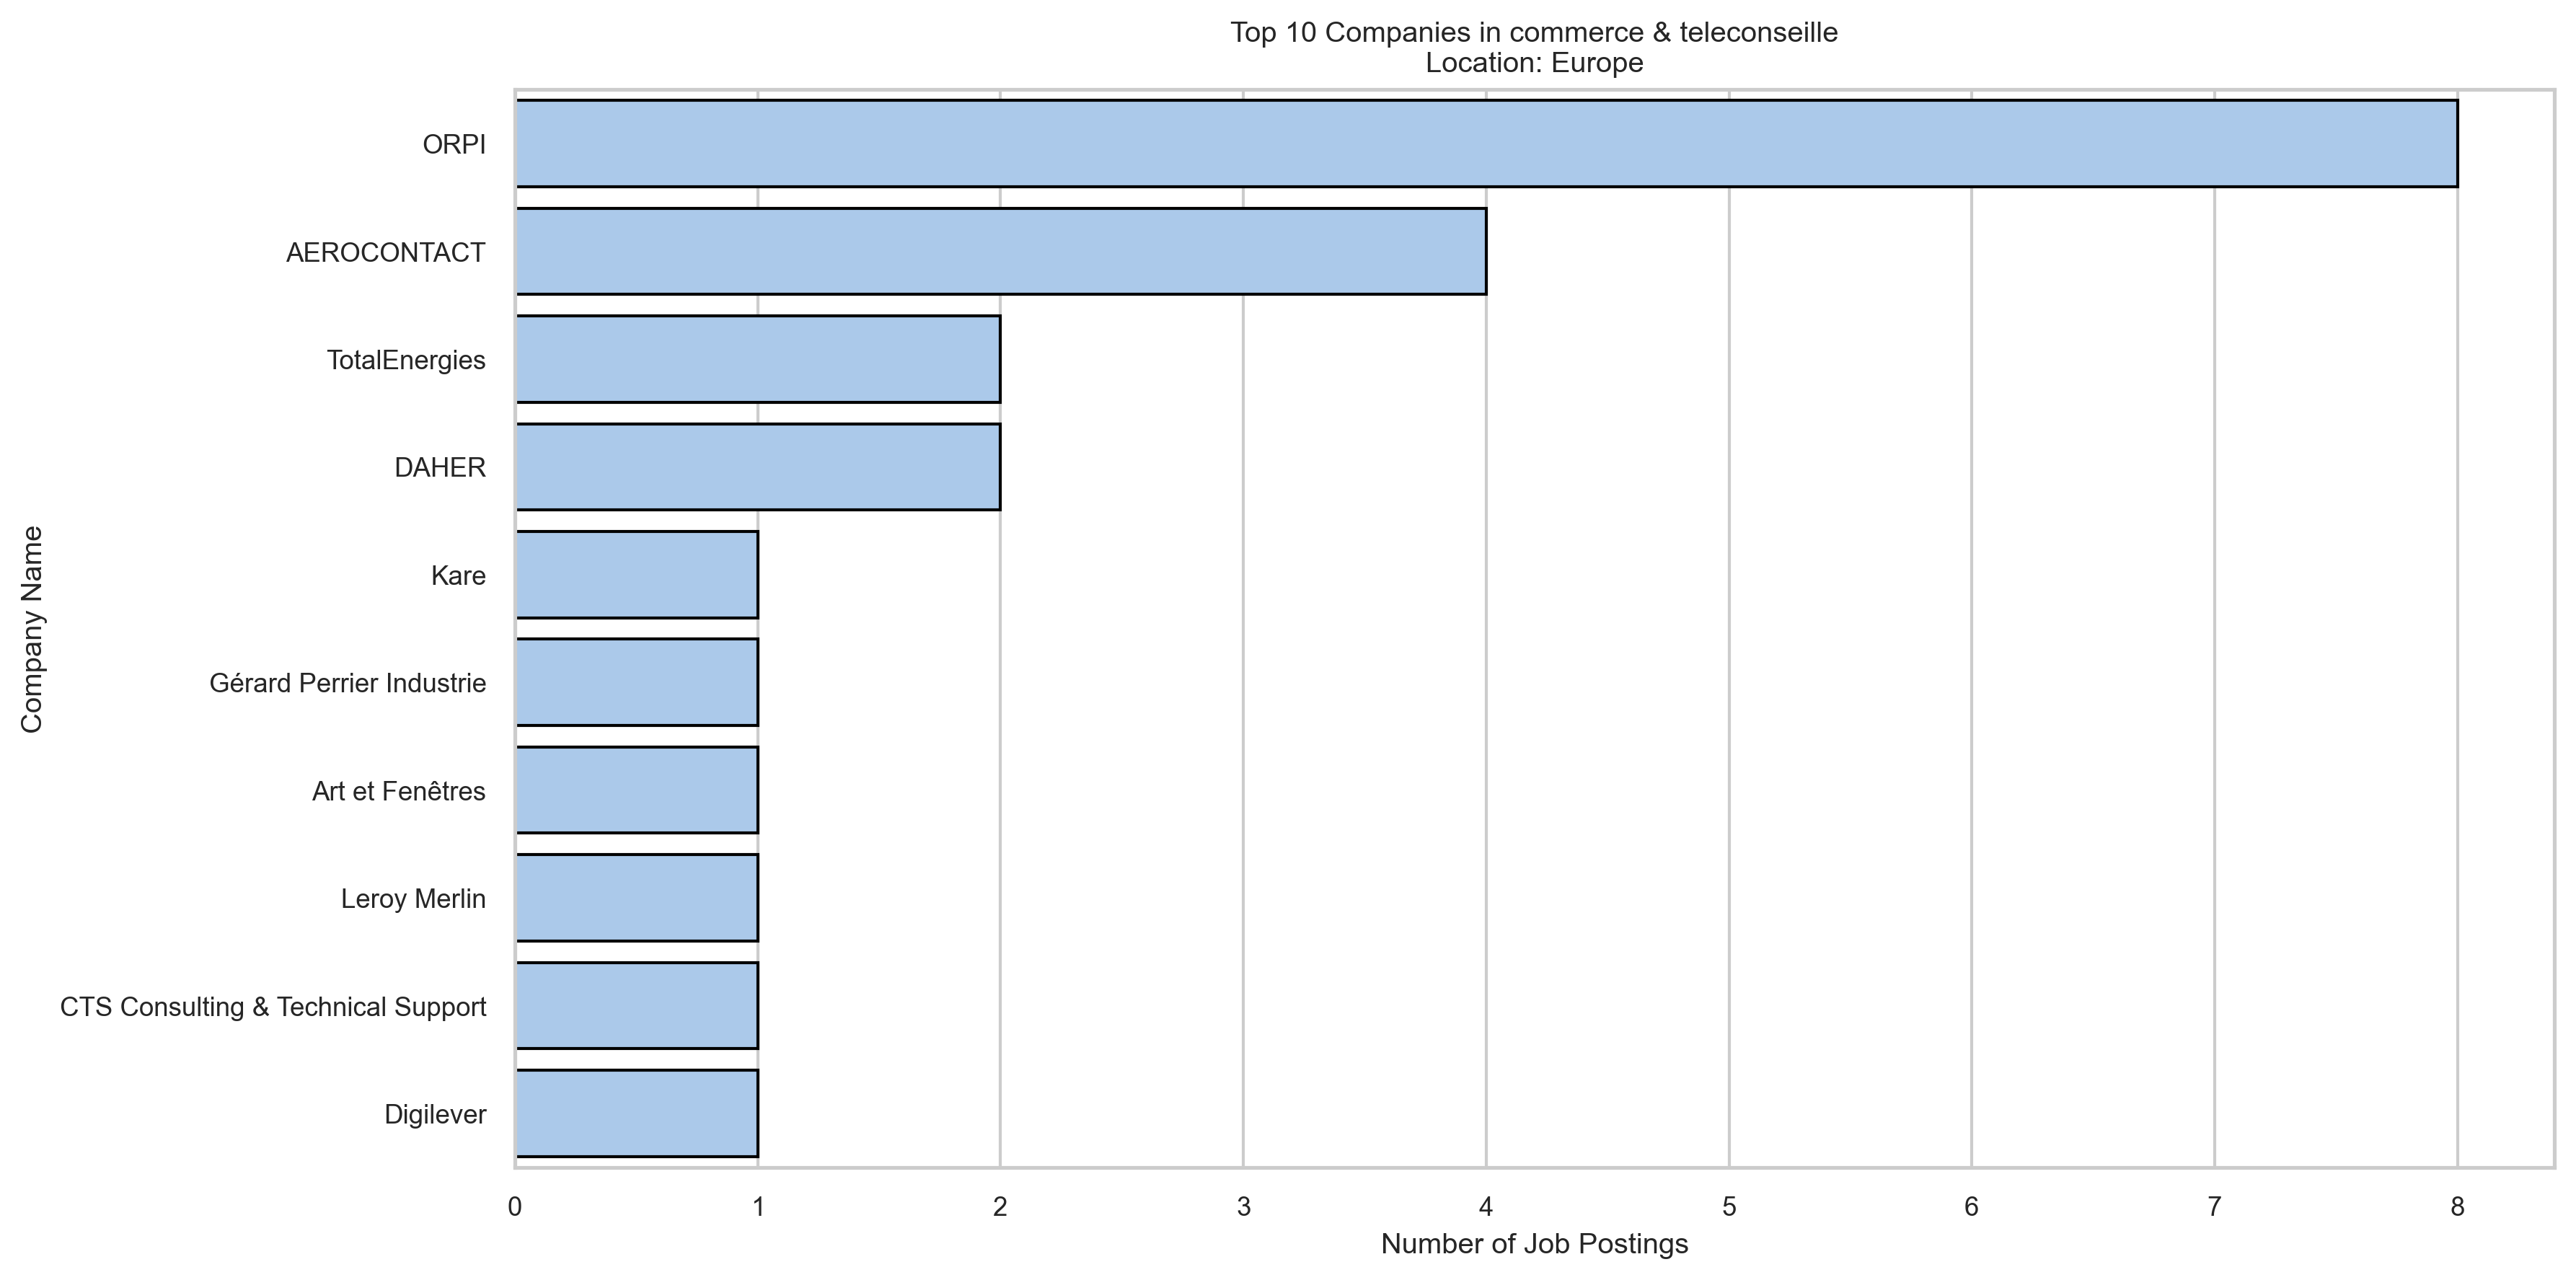 Top 10 Companies in commerce & teleconseille
Location: Europe
Company Name
ORPI
AEROCONTACT
TotalEnergies
DAHER
Kare
Gérard Perrier Industrie
Art et Fenêtres
Leroy Merlin
CTS Consulting & Technical Support
Digilever
0 1 2 3 4 5 6 7 8
Number of Job Postings